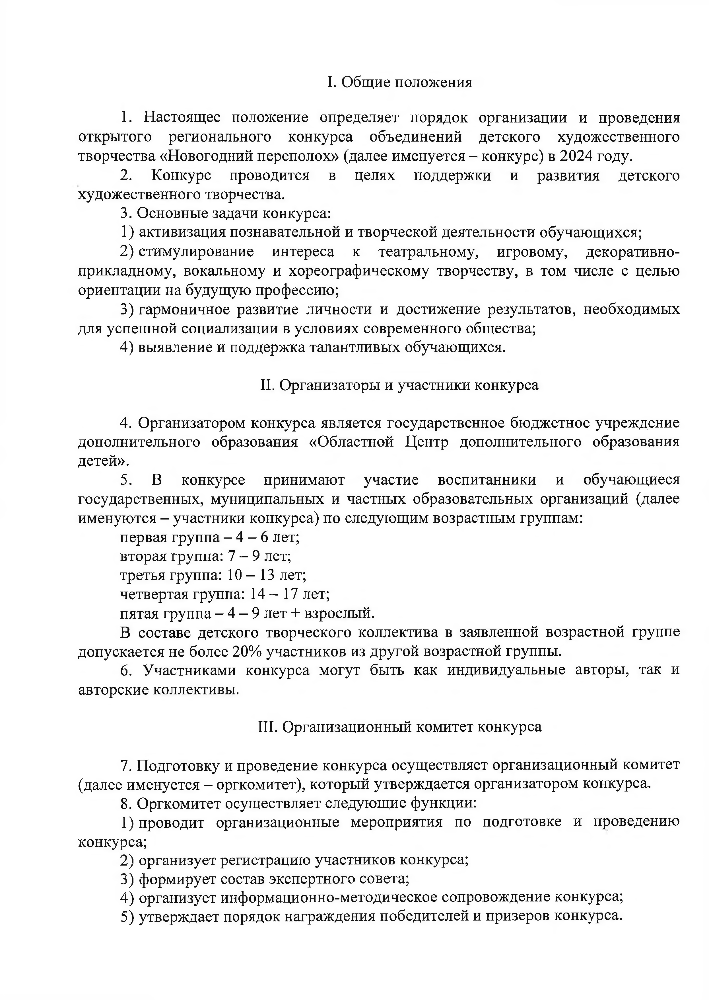 I. Общие положения
1. Настоящее положение определяет порядок организации и проведения
открытого регионального конкурса объединений детского художественного
творчества «Новогодний переполох» (далее именуется – конкурс) в 2024 году.
2. Конкурс проводится в целях поддержки и развития детского
художественного творчества.
3. Основные задачи конкурса:
1) активизация познавательной и творческой деятельности обучающихся;
2) стимулирование интереса к театральному, игровому, декоративно-
прикладному, вокальному и хореографическому творчеству, в том числе с целью
ориентации на будущую профессию;
3) гармоничное развитие личности и достижение результатов, необходимых
для успешной социализации в условиях современного общества;
4) выявление и поддержка талантливых обучающихся.
II. Организаторы и участники конкурса
4. Организатором конкурса является государственное бюджетное учреждение
дополнительного образования «Областной Центр дополнительного образования
детей».
5. В конкурсе принимают участие воспитанники и обучающиеся
государственных, муниципальных и частных образовательных организаций (далее
именуются – участники конкурса) по следующим возрастным группам:
первая группа – 4 – 6 лет;
вторая группа: 7 – 9 лет;
третья группа: 10 – 13 лет;
четвертая группа: 14 – 17 лет;
пятая группа – 4 – 9 лет + взрослый.
В составе детского творческого коллектива в заявленной возрастной группе
допускается не более 20% участников из другой возрастной группы.
6. Участниками конкурса могут быть как индивидуальные авторы, так и
авторские коллективы.
III. Организационный комитет конкурса
7. Подготовку и проведение конкурса осуществляет организационный комитет
(далее именуется – оргкомитет), который утверждается организатором конкурса.
8. Оргкомитет осуществляет следующие функции:
1) проводит организационные мероприятия по подготовке и проведению
конкурса;
2) организует регистрацию участников конкурса;
3) формирует состав экспертного совета;
4) организует информационно-методическое сопровождение конкурса;
5) утверждает порядок награждения победителей и призеров конкурса.